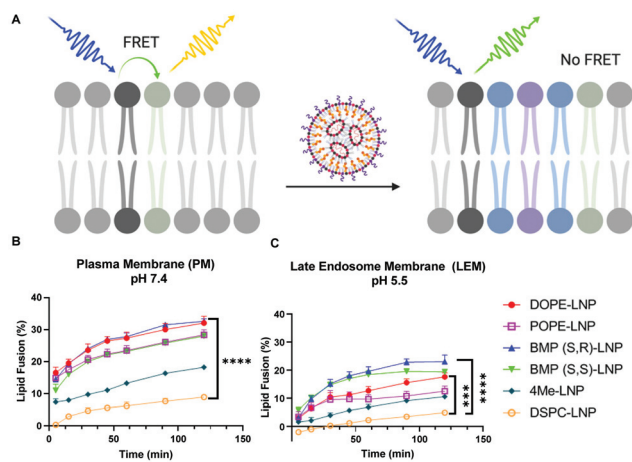 A
FRET
No FRET
B
Plasma Membrane (PM)
pH 7.4
Lipid Fusion (%)
40
30
20
10
0
0
50
100
150
Time (min)
****
C
Late Endosome Membrane (LEM)
pH 5.5
Lipid Fusion (%)
40
30
20
10
0
0
50
100
150
Time (min)
***
****
DOPE-LNP
POPE-LNP
BMP (S,R)-LNP
BMP (S,S)-LNP
4Me-LNP
DSPC-LNP